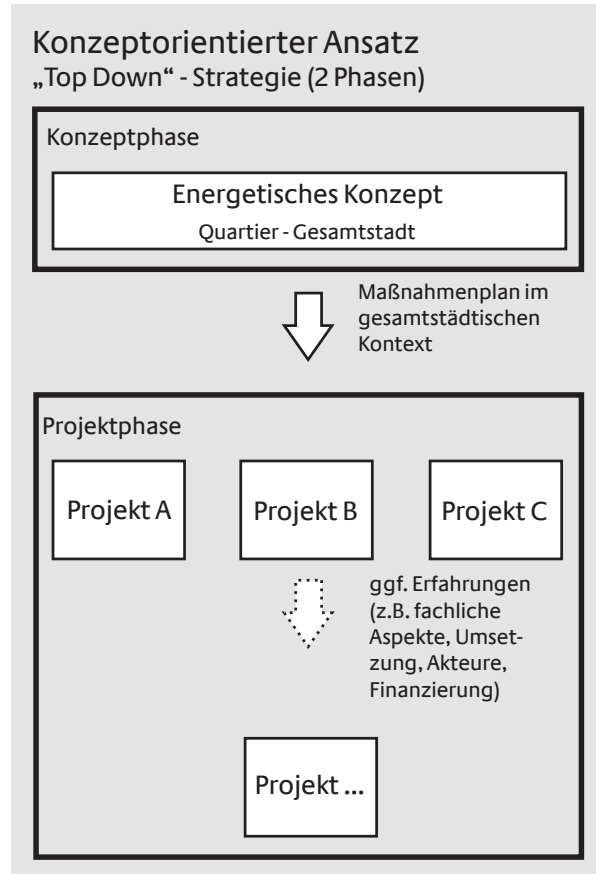 Konzeptorientierter Ansatz
„Top Down“ - Strategie (2 Phasen)
Konzeptphase
Energetisches Konzept
Quartier - Gesamtstadt
Maßnahmenplan im
gesamtstädtischen
Kontext
Projektphase
Projekt A
Projekt B
Projekt C
ggf. Erfahrungen
(z.B. fachliche
Aspekte, Umset-
zung, Akteure,
Finanzierung)
Projekt ...